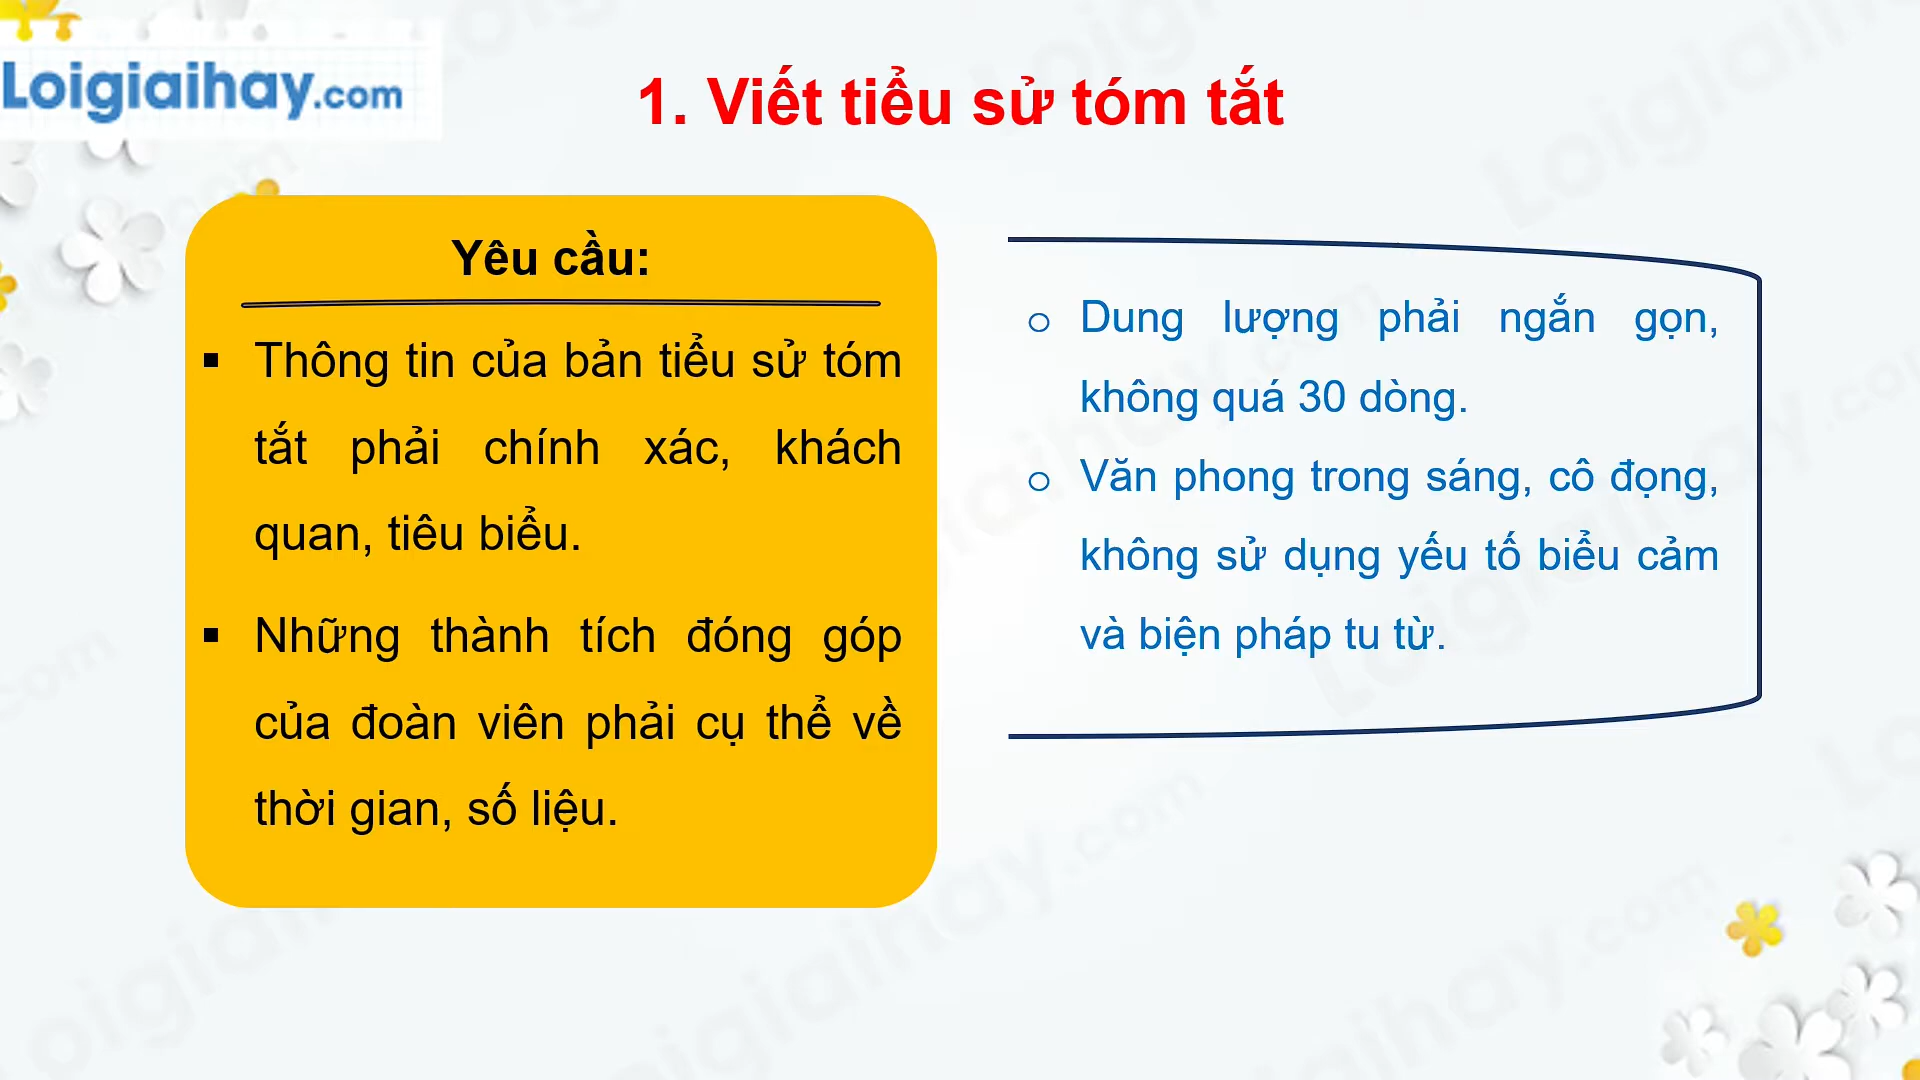 Loigiaihay.com
1. Viết tiểu sử tóm tắt
Yêu cầu:
▪ Thông tin của bản tiểu sử tóm
tắt phải chính xác, khách
quan, tiêu biểu.
▪ Những thành tích đóng góp
của đoàn viên phải cụ thể về
thời gian, số liệu.
o Dung lượng phải ngắn gọn,
không quá 30 dòng.
o Văn phong trong sáng, cô đọng,
không sử dụng yếu tố biểu cảm
và biện pháp tu từ.